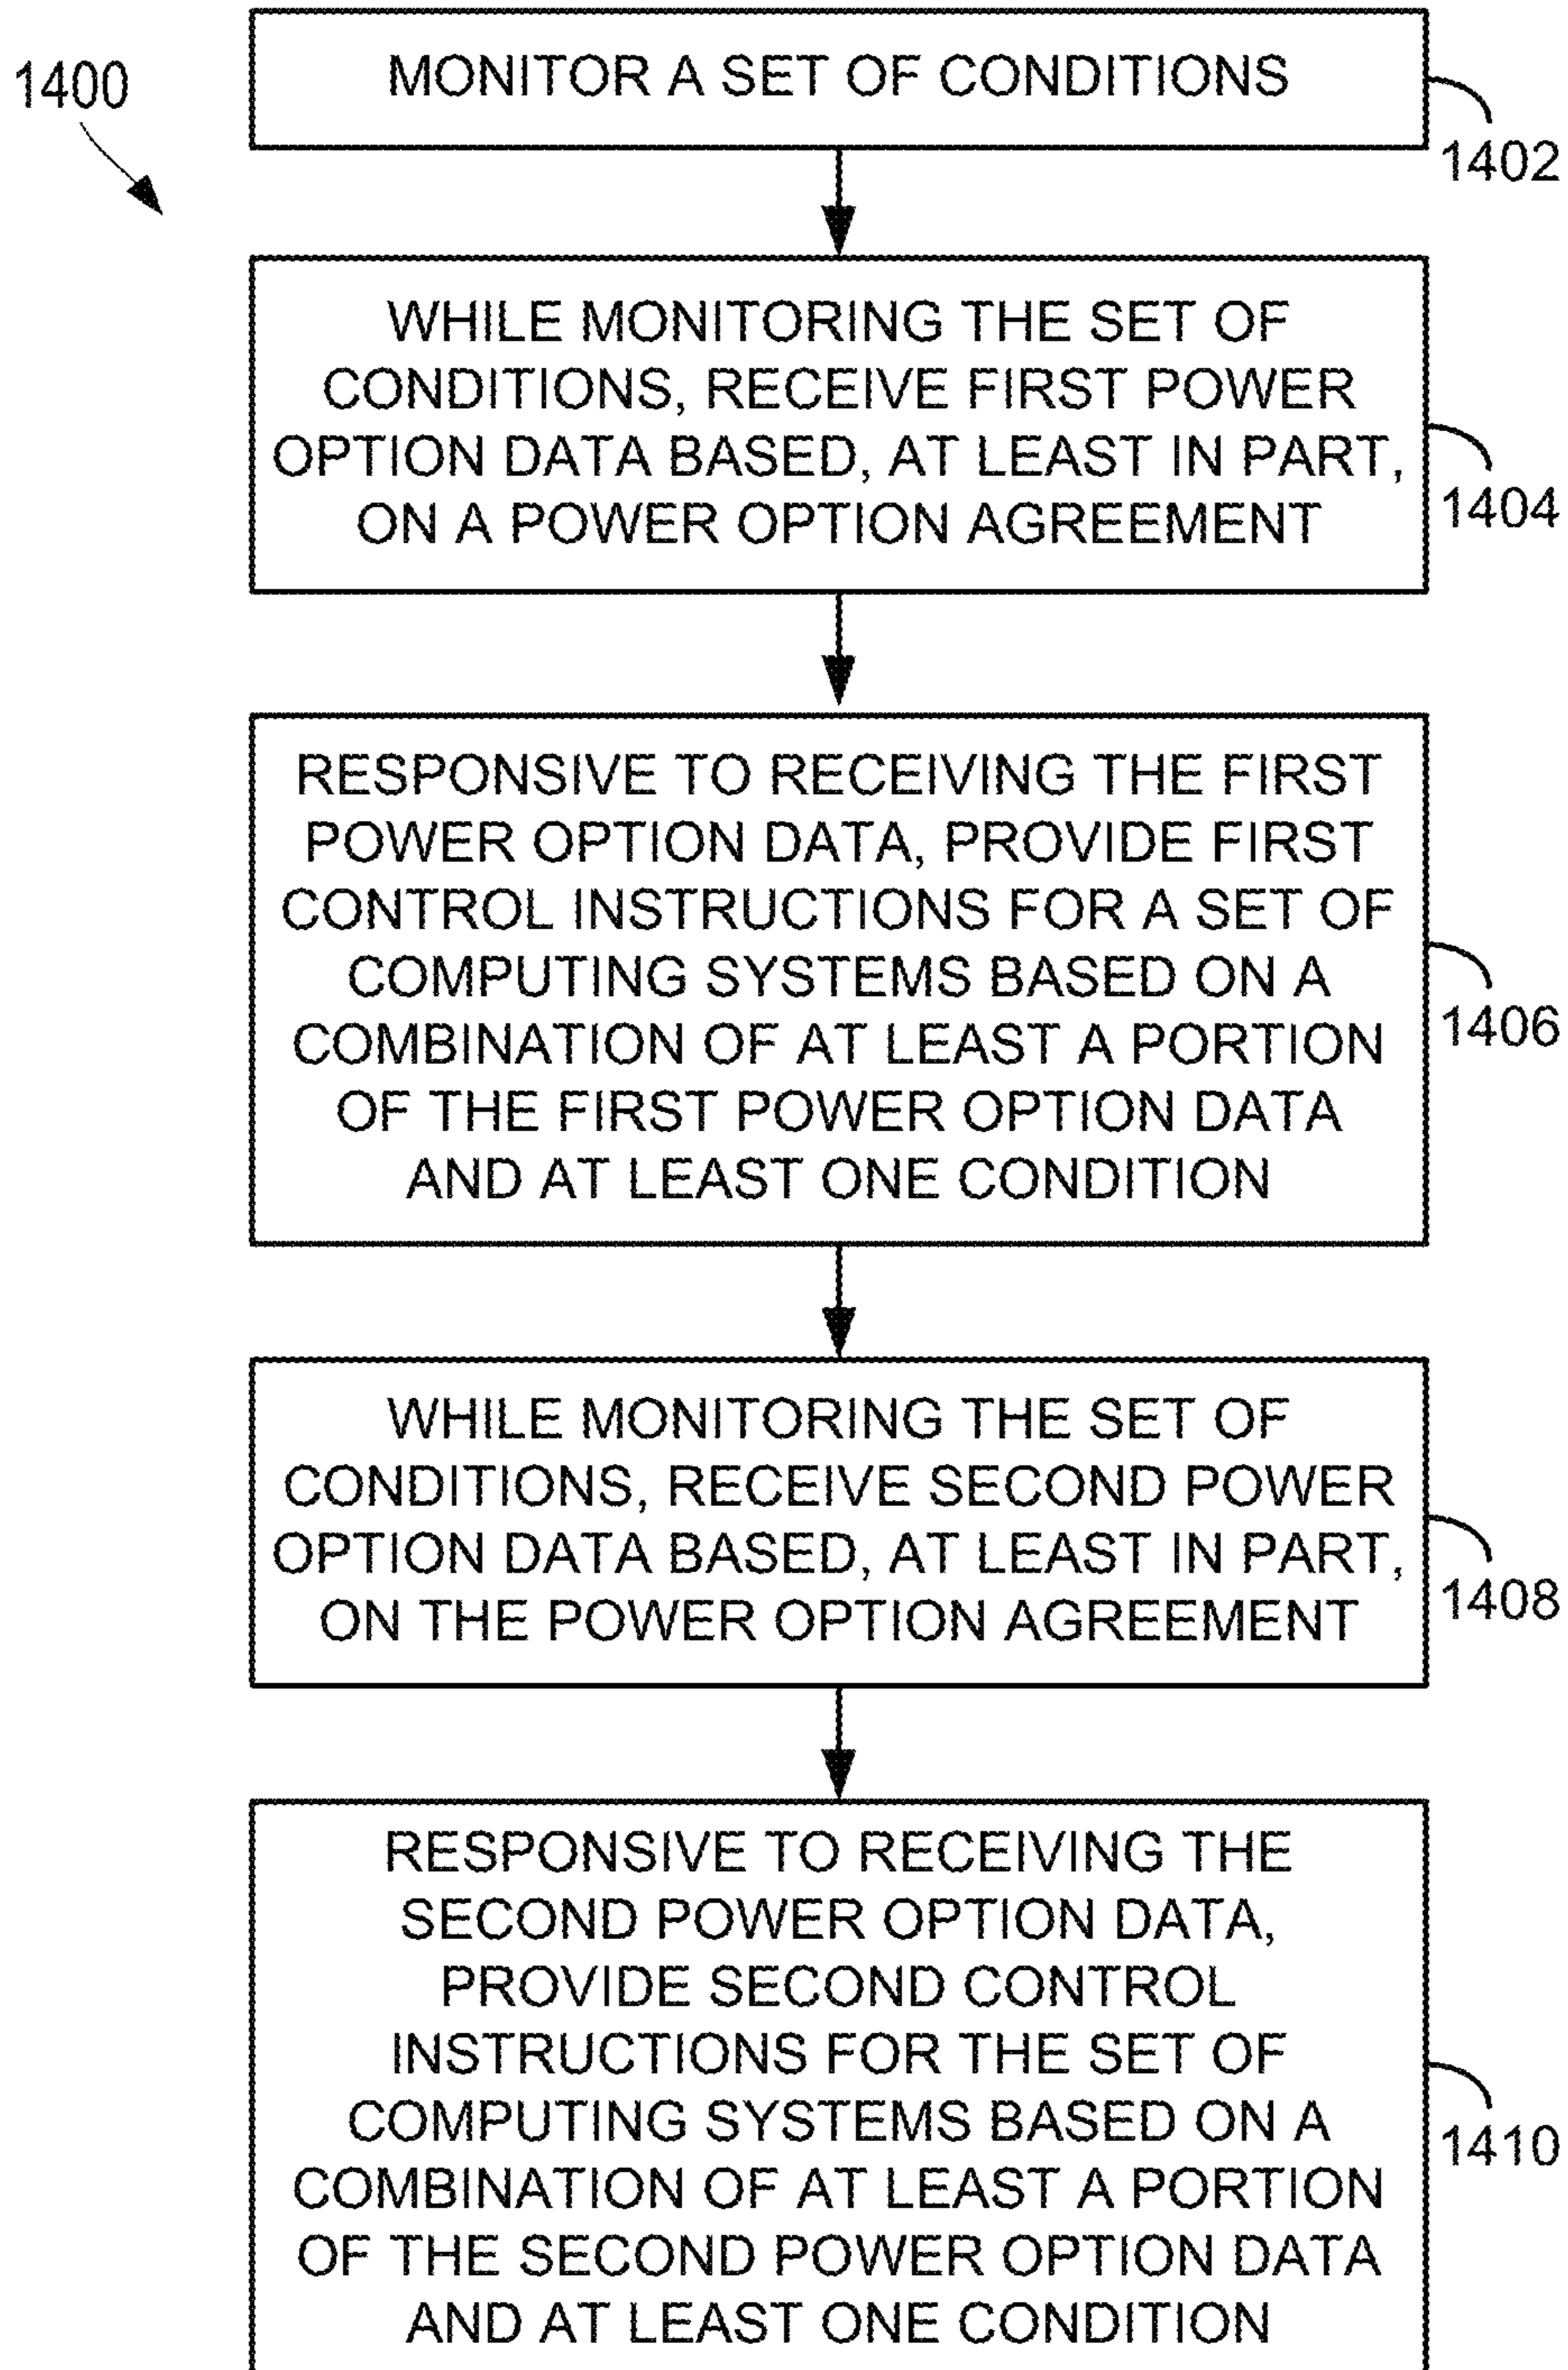 1400
MONITOR A SET OF CONDITIONS
1402
WHILE MONITORING THE SET OF
CONDITIONS, RECEIVE FIRST POWER
OPTION DATA BASED, AT LEAST IN PART,
ON A POWER OPTION AGREEMENT
1404
RESPONSIVE TO RECEIVING THE FIRST
POWER OPTION DATA, PROVIDE FIRST
CONTROL INSTRUCTIONS FOR A SET OF
COMPUTING SYSTEMS BASED ON A
COMBINATION OF AT LEAST A PORTION
OF THE FIRST POWER OPTION DATA
AND AT LEAST ONE CONDITION
1406
WHILE MONITORING THE SET OF
CONDITIONS, RECEIVE SECOND POWER
OPTION DATA BASED, AT LEAST IN PART,
ON THE POWER OPTION AGREEMENT
1408
RESPONSIVE TO RECEIVING THE
SECOND POWER OPTION DATA,
PROVIDE SECOND CONTROL
INSTRUCTIONS FOR THE SET OF
COMPUTING SYSTEMS BASED ON A
COMBINATION OF AT LEAST A PORTION
OF THE SECOND POWER OPTION DATA
AND AT LEAST ONE CONDITION
1410